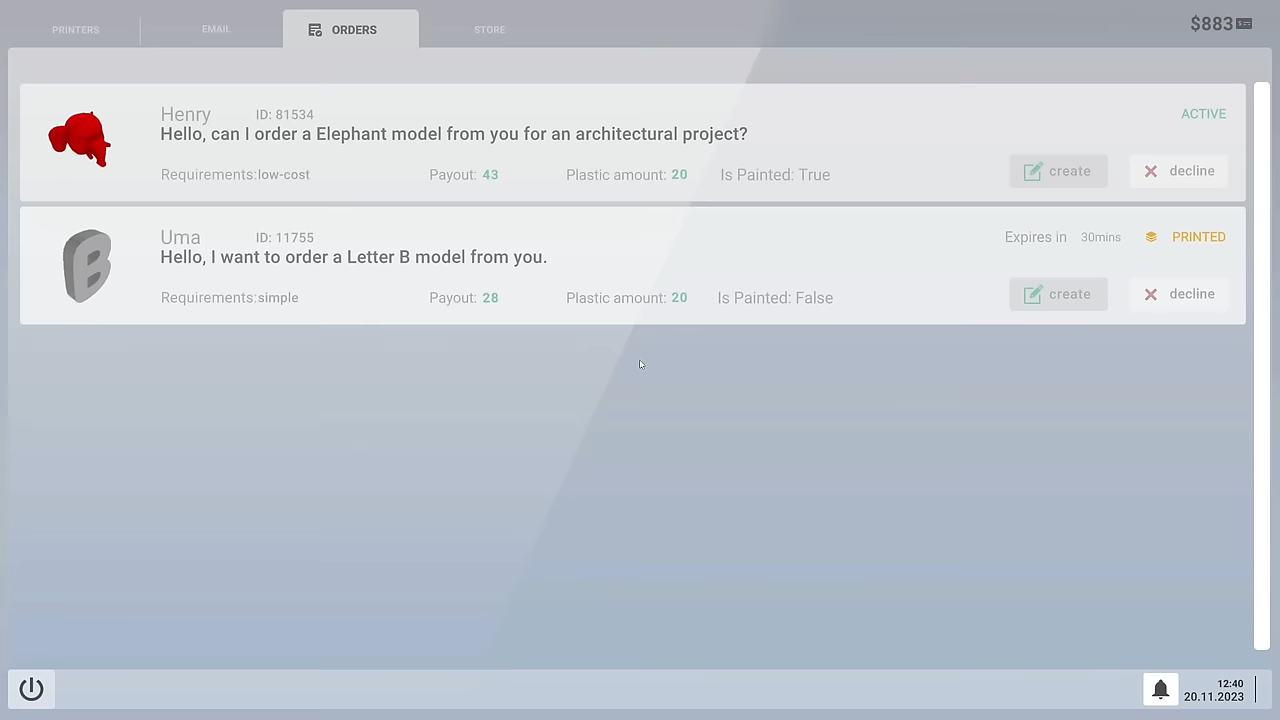 PRINTERS
EMAIL
ORDERS
STORE
$883
Henry ID: 81534
ACTIVE
Hello, can I order a Elephant model from you for an architectural project?
Requirements:low-cost Payout: 43 Plastic amount: 20 Is Painted: True
create
decline
Uma ID: 11755
Expires in 30mins PRINTED
Hello, I want to order a Letter B model from you.
Requirements:simple Payout: 28 Plastic amount: 20 Is Painted: False
create
decline
12:40
20.11.2023